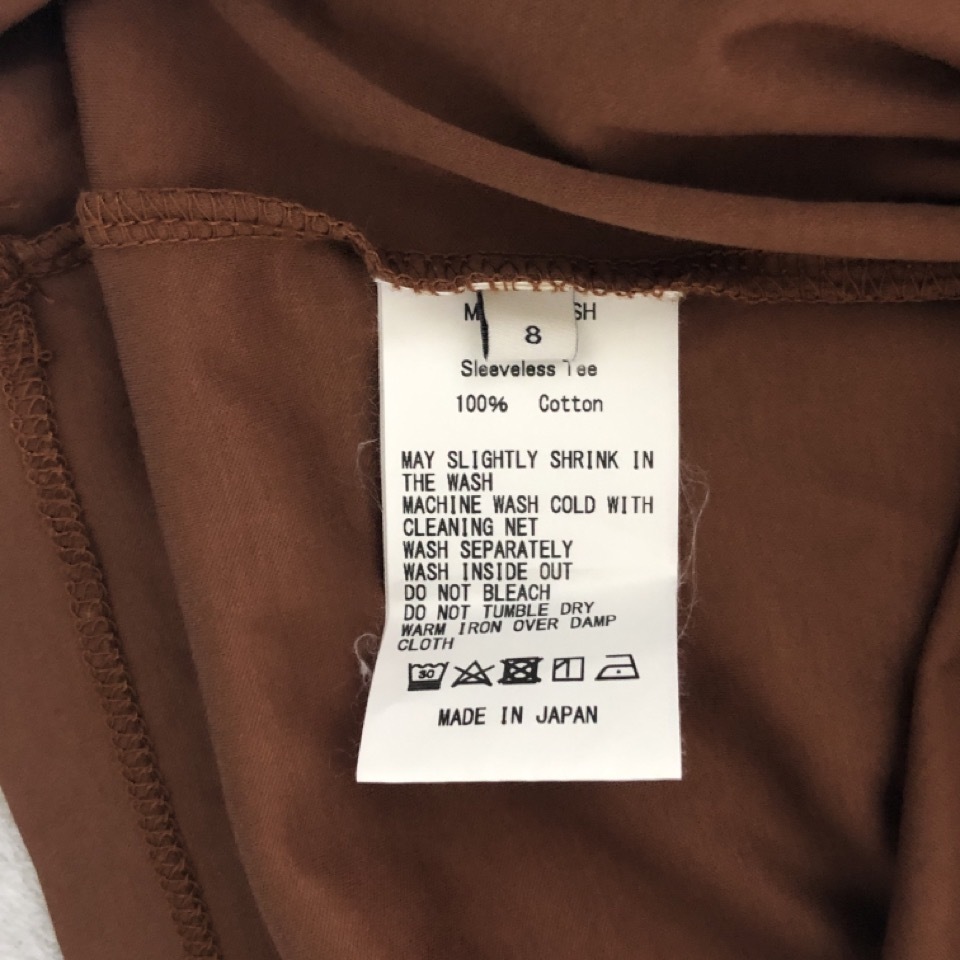 8
Sleeveless Tee
100% Cotton
MAY SLIGHTLY SHRINK IN
THE WASH
MACHINE WASH COLD WITH
CLEANING NET
WASH SEPARATELY
WASH INSIDE OUT
DO NOT BLEACH
DO NOT TUMBLE DRY
WARM IRON OVER DAMP
CLOTH
30
MADE IN JAPAN